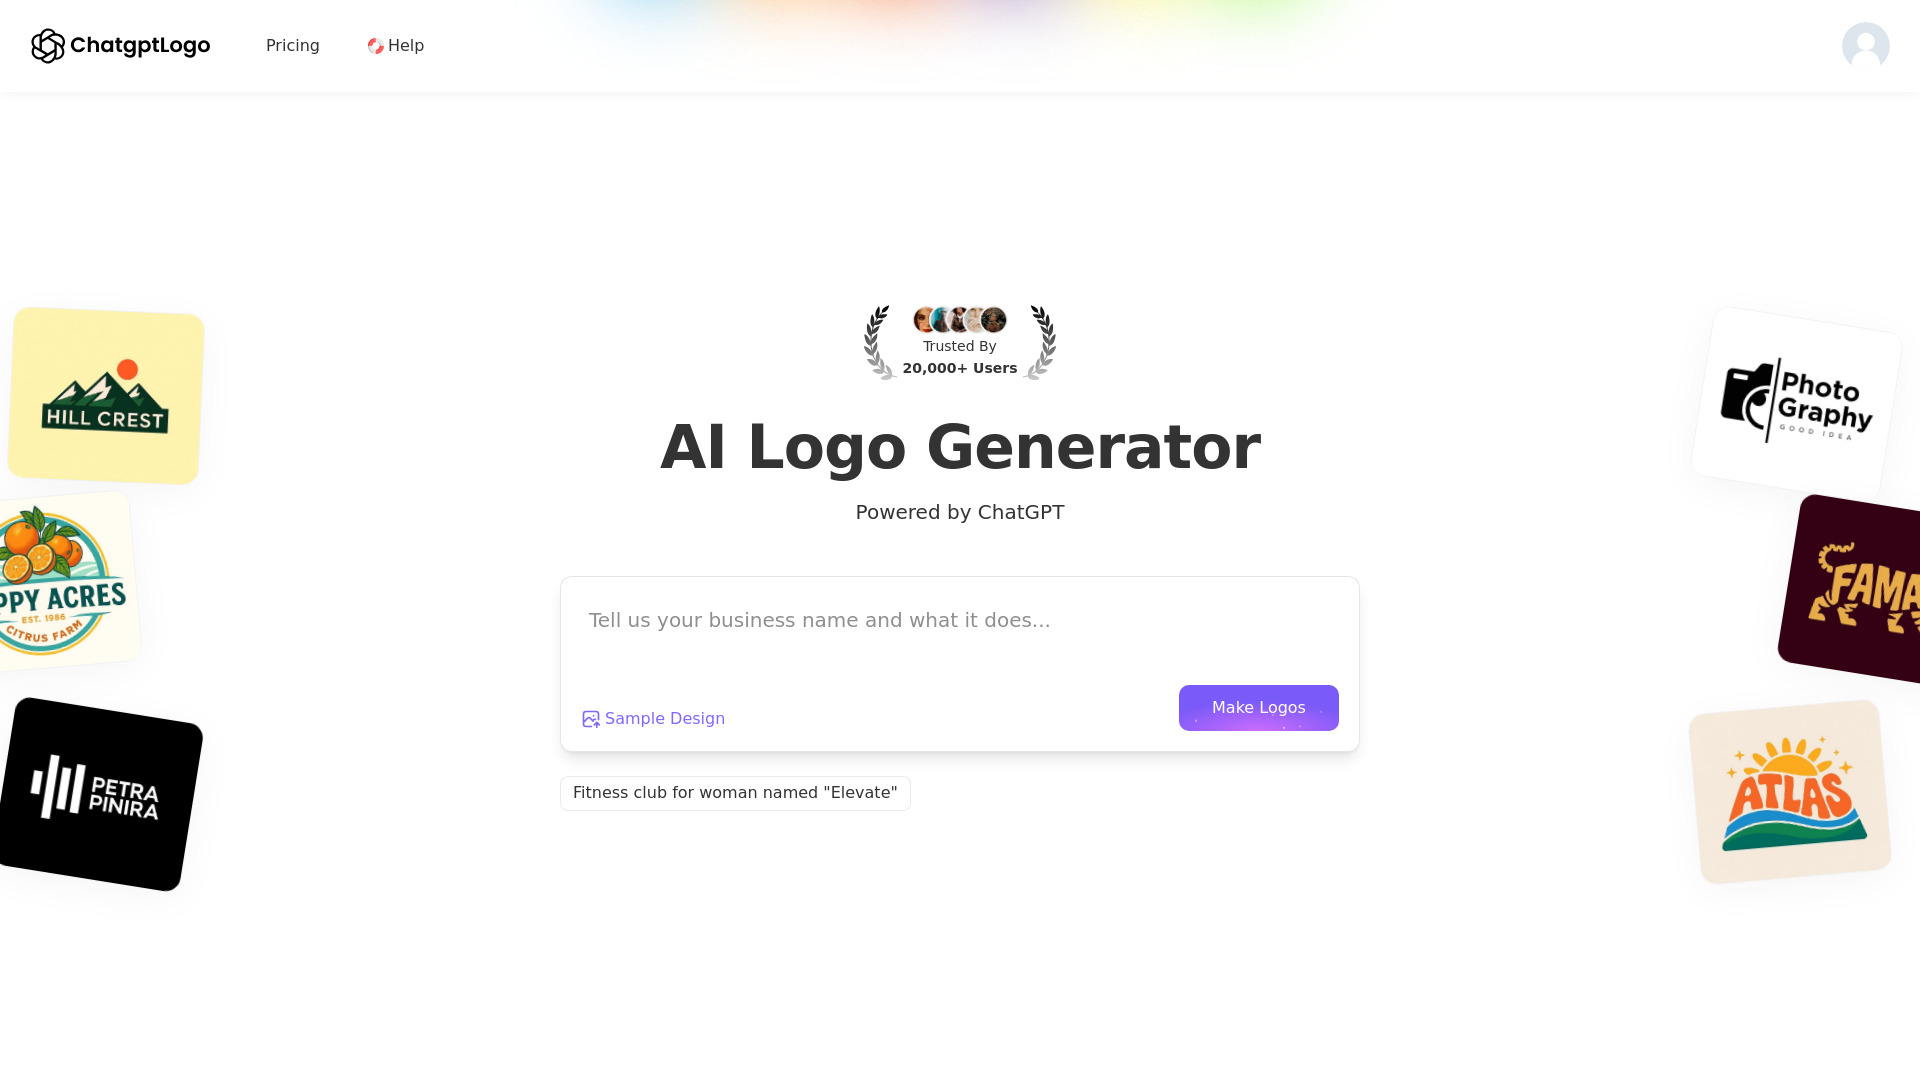 ChatgptLogo
Pricing
Help
Trusted By
20,000+ Users
AI Logo Generator
Powered by ChatGPT
Tell us your business name and what it does...
Sample Design
Make Logos
Fitness club for woman named "Elevate"
HILL CREST
PPY ACRES
EST. 1986
CITRUS FARM
PETRA
PINIRA
Photo
Graphy
GOOD IDEA
FAMA
ATLAS